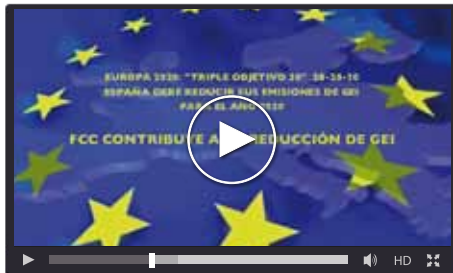 EUROPA 2020: "TRIPLE OBJETIVO 20" 20-20-20
ESPAÑA DEBE REDUCIR SUS EMISIONES DE GEI
PARA EL AÑO 2020
FCC CONTRIBUYE A REDUCCIÓN DE GEI
HD